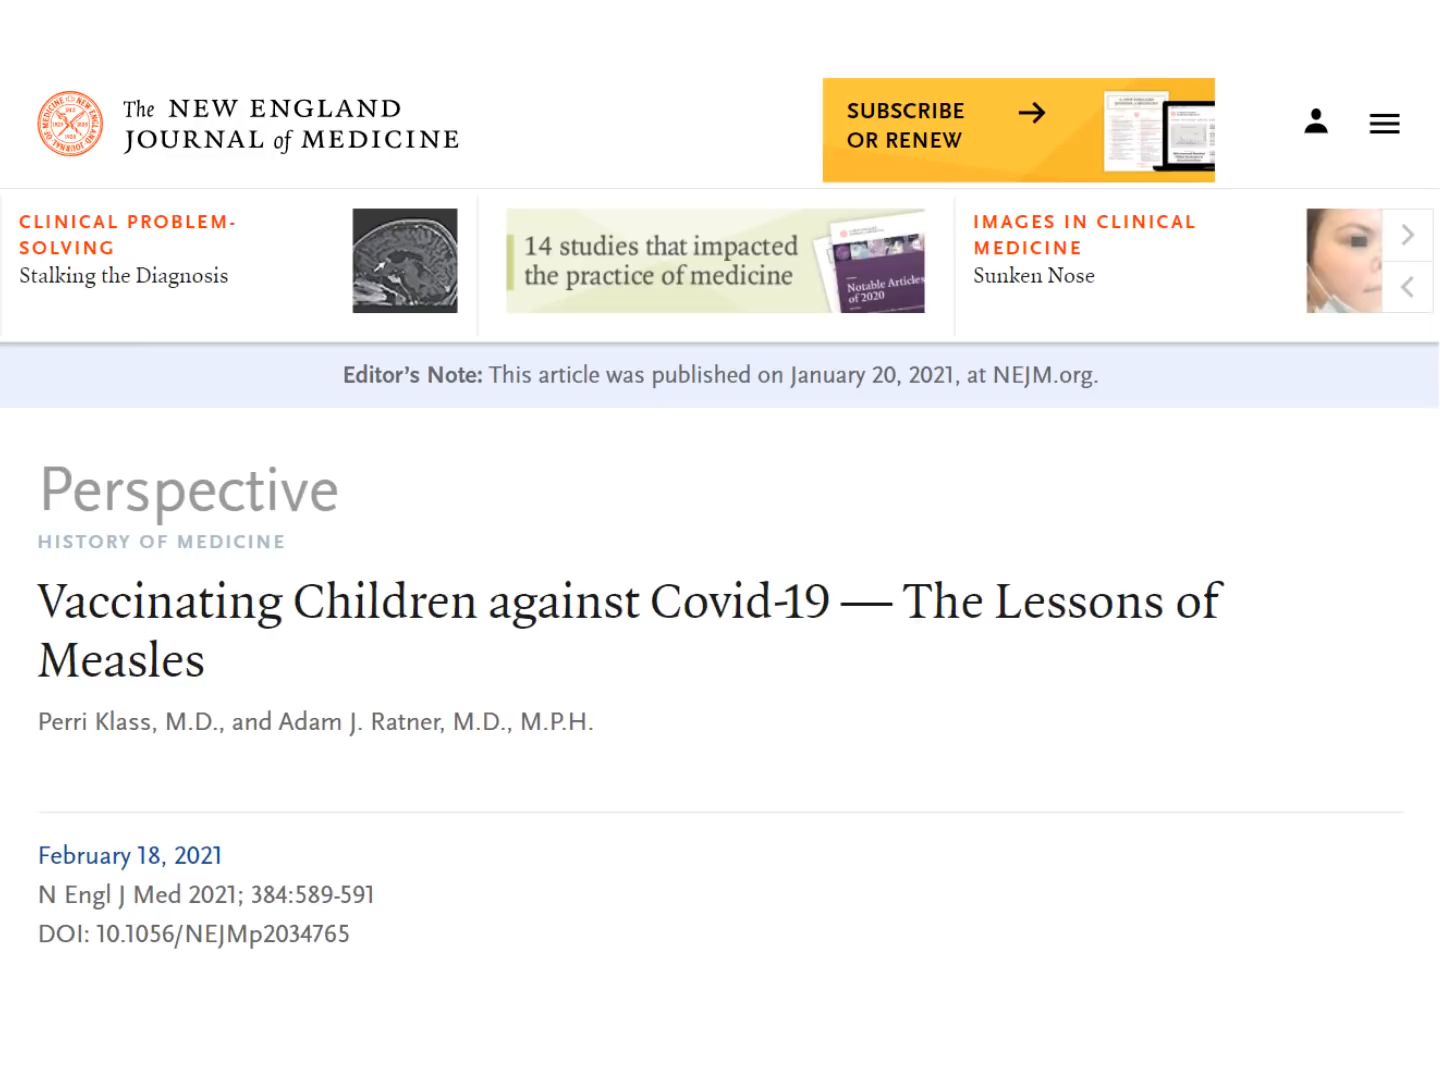 The NEW ENGLAND
JOURNAL of MEDICINE
SUBSCRIBE
OR RENEW
CLINICAL PROBLEM-
SOLVING
Stalking the Diagnosis
14 studies that impacted
the practice of medicine
Notable Articles
of 2020
IMAGES IN CLINICAL
MEDICINE
Sunken Nose
Editor's Note: This article was published on January 20, 2021, at NEJM.org.
Perspective
HISTORY OF MEDICINE
Vaccinating Children against Covid-19 — The Lessons of
Measles
Perri Klass, M.D., and Adam J. Ratner, M.D., M.P.H.
February 18, 2021
N Engl J Med 2021; 384:589-591
DOI: 10.1056/NEJMp2034765